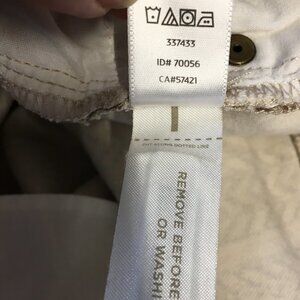 337433
ID# 70056
CA#57421
CUT ALONG DOTTED LINE
REMOVE BEFORE
OR WASHI